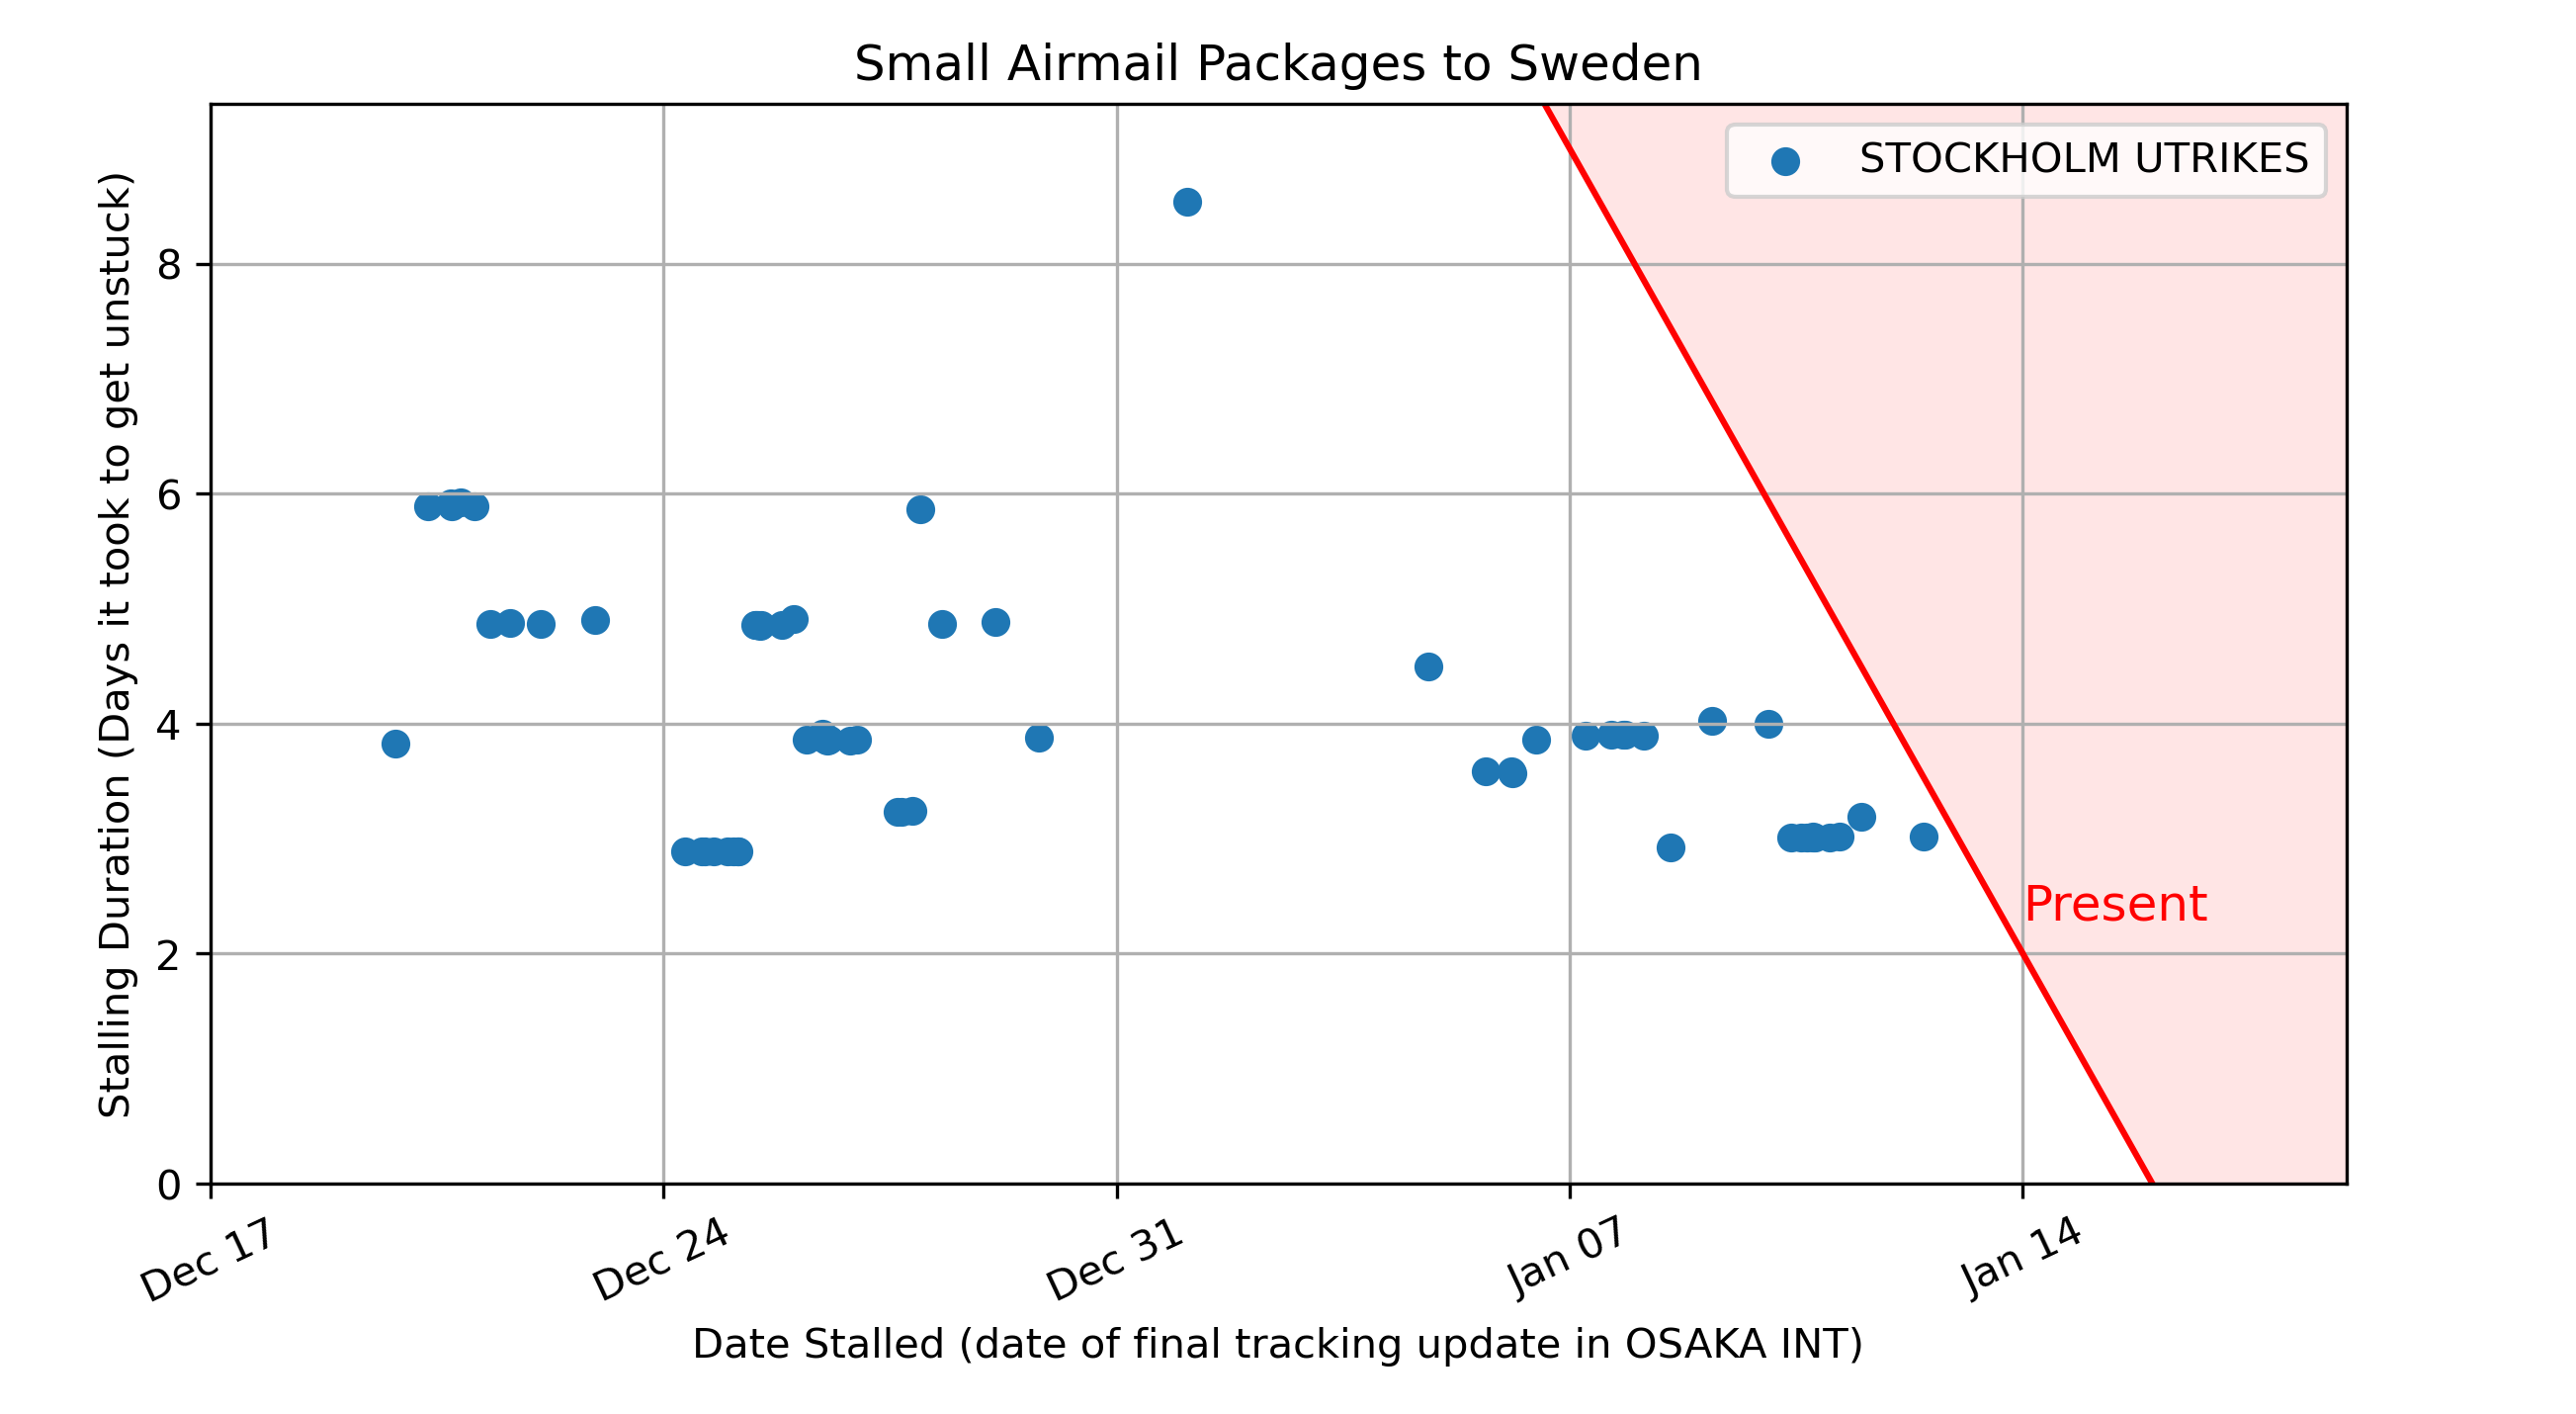 Small Airmail Packages to Sweden
STOCKHOLM UTRIKES
Stalling Duration (Days it took to get unstuck)
8
6
4
2
0
Present
Dec 17
Dec 24
Dec 31
Jan 07
Jan 14
Date Stalled (date of final tracking update in OSAKA INT)